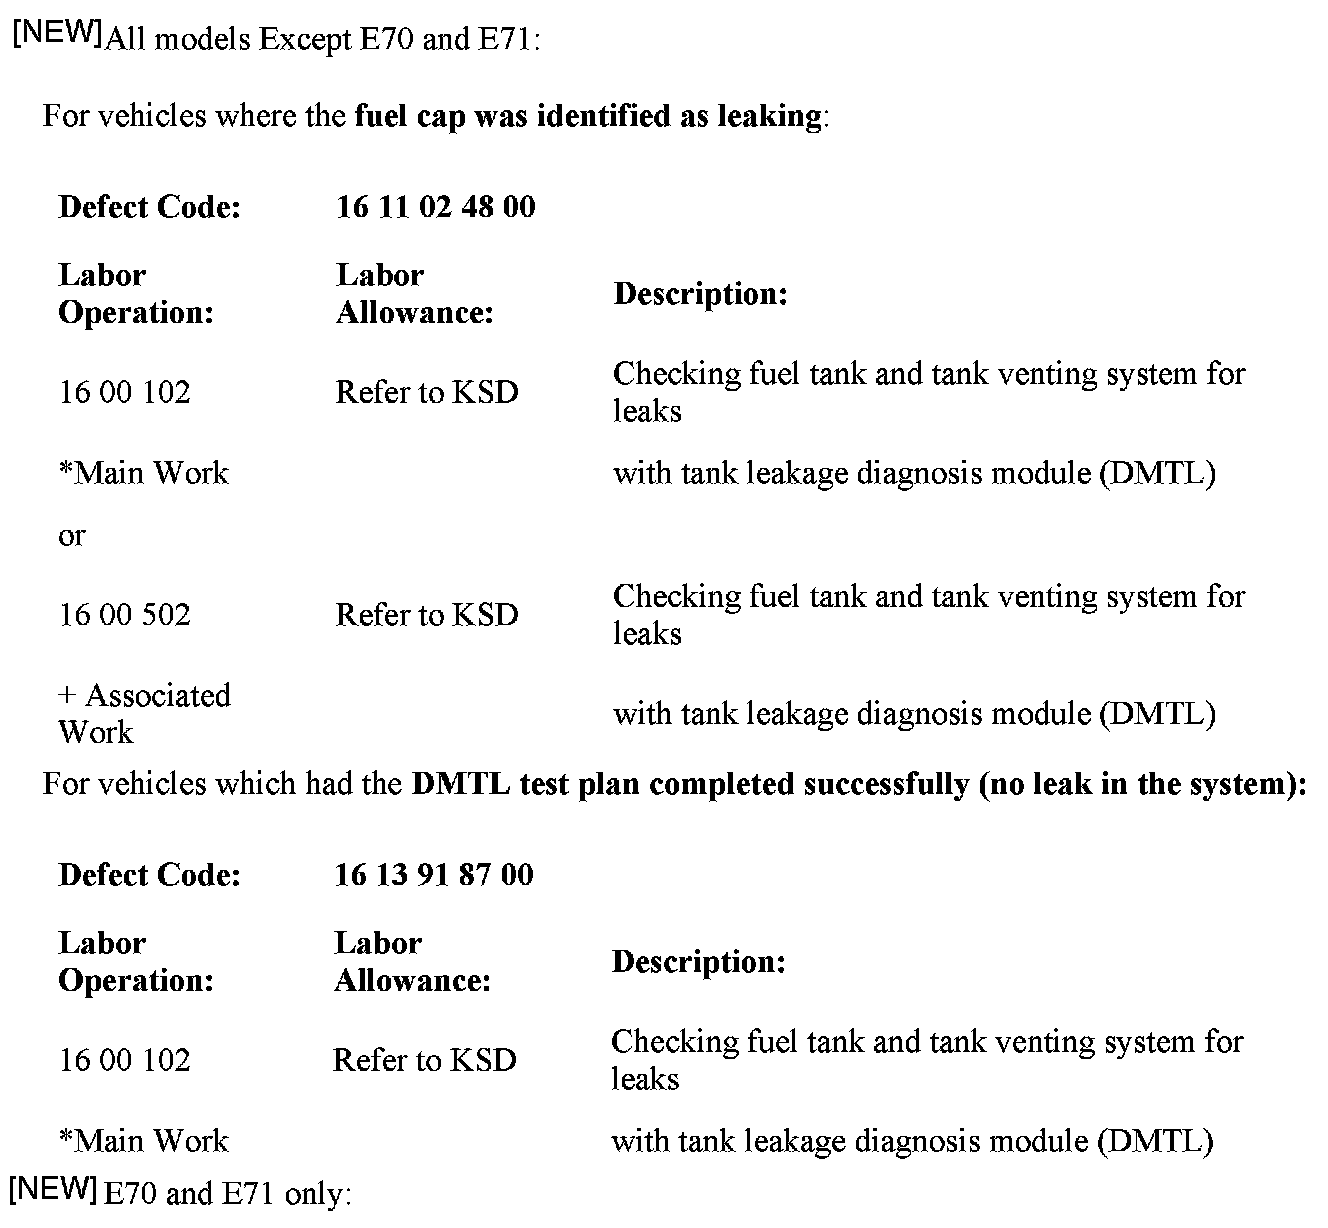 [NEW] All models Except E70 and E71:
For vehicles where the fuel cap was identified as leaking:
Defect Code: 16 11 02 48 00
Labor Operation: Labor Allowance: Description:
16 00 102 Refer to KSD Checking fuel tank and tank venting system for leaks
*Main Work with tank leakage diagnosis module (DMTL)
or
16 00 502 Refer to KSD Checking fuel tank and tank venting system for leaks
+ Associated Work with tank leakage diagnosis module (DMTL)
For vehicles which had the DMTL test plan completed successfully (no leak in the system):
Defect Code: 16 13 91 87 00
Labor Operation: Labor Allowance: Description:
16 00 102 Refer to KSD Checking fuel tank and tank venting system for leaks
*Main Work with tank leakage diagnosis module (DMTL)
[NEW] E70 and E71 only: